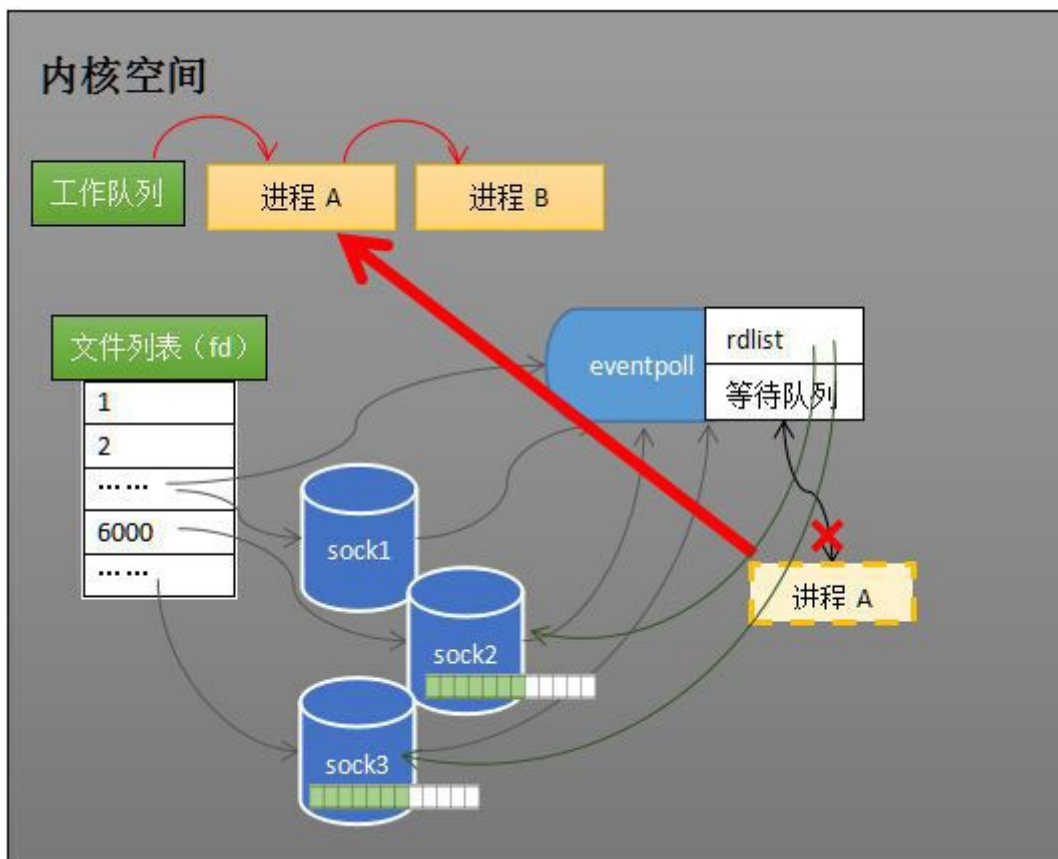 内核空间
工作队列
进程 A
进程 B
文件列表（fd）
1
2
……
6000
……
eventpoll
rdlist
等待队列
sock1
sock2
sock3
进程 A